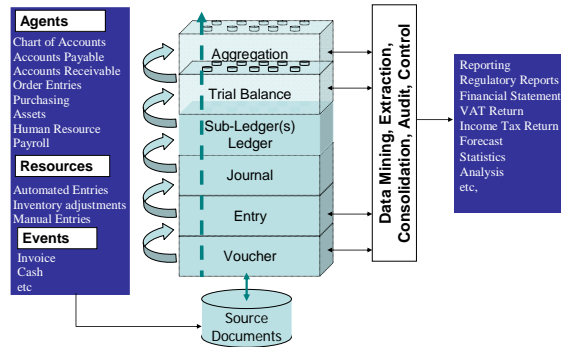 Agents
Chart of Accounts
Accounts Payable
Accounts Receivable
Order Entries
Purchasing
Assets
Human Resource
Payroll
Resources
Automated Entries
Inventory adjustments
Manual Entries
Events
Invoice
Cash
etc
Aggregation
Trial Balance
Sub-Ledger(s)
Ledger
Journal
Entry
Voucher
Source
Documents
Data Mining, Extraction,
Consolidation, Audit, Control
Reporting
Regulatory Reports
Financial Statement
VAT Return
Income Tax Return
Forecast
Statistics
Analysis
etc,